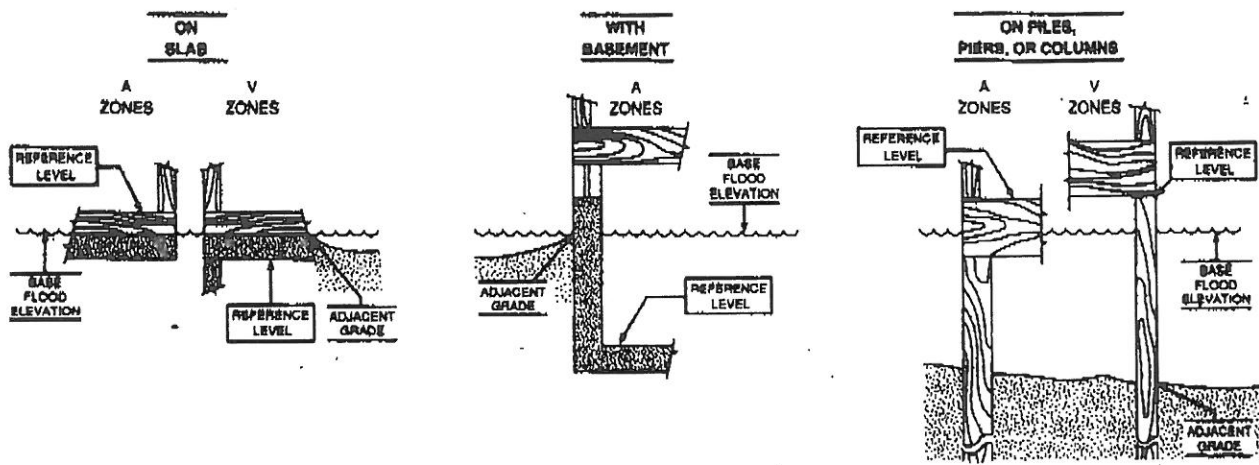 ON
SLAB
A
ZONES
V
ZONES
REFERENCE
LEVEL
BASE
FLOOD
ELEVATION
REFERENCE
LEVEL
ADJACENT
GRADE
WITH
BASEMENT
A
ZONES
BASE
FLOOD
ELEVATION
ADJACENT
GRADE
REFERENCE
LEVEL
ON PILES,
PIERS, OR COLUMNS
A
ZONES
V
ZONES
REFERENCE
LEVEL
REFERENCE
LEVEL
BASE
FLOOD
ELEVATION
ADJACENT
GRADE